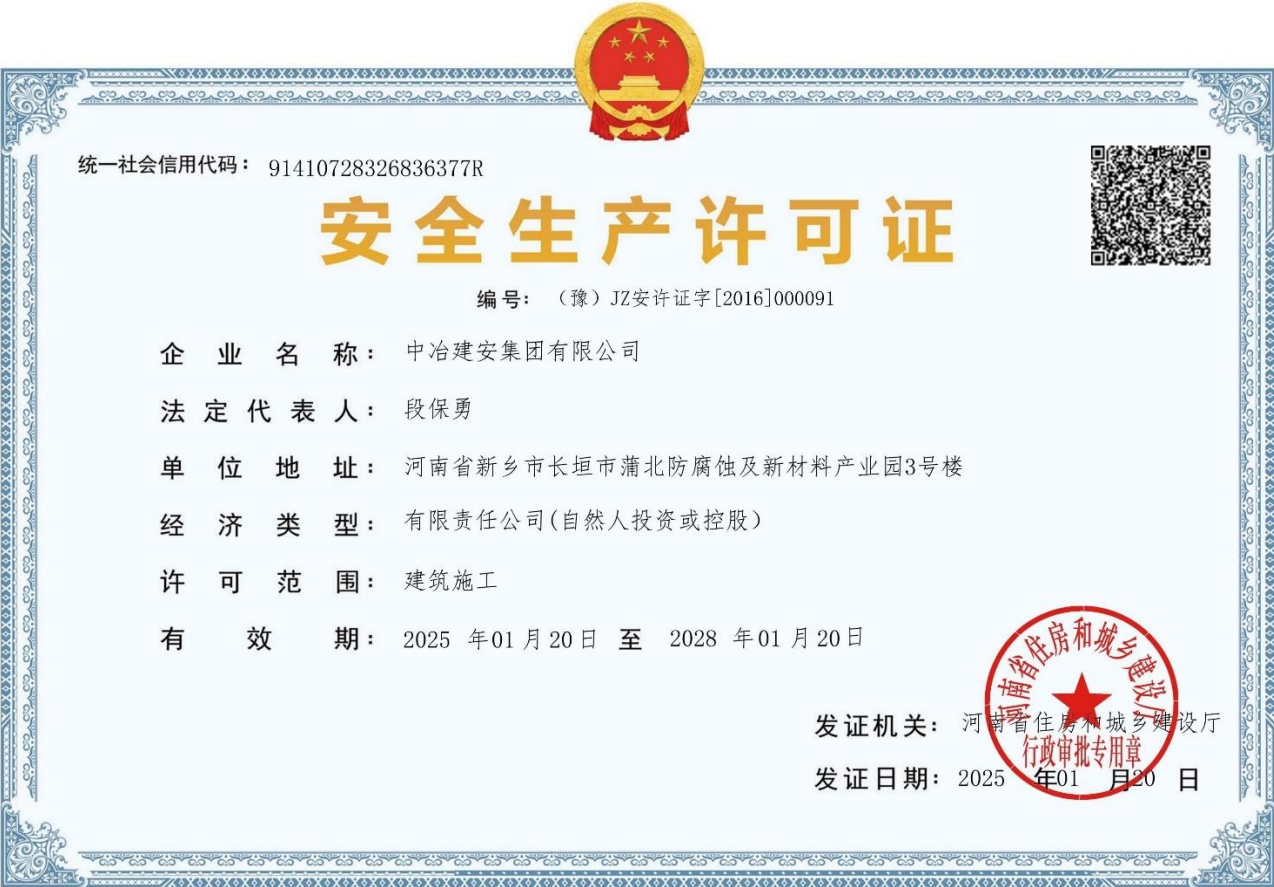 统一社会信用代码： 91410728326836377R
安全生产许可证
编号： （豫）JZ安许证字[2016]000091
企业名称： 中冶建安集团有限公司
法定代表人： 段保勇
单位地址： 河南省新乡市长垣市蒲北防腐蚀及新材料产业园3号楼
经济类型： 有限责任公司(自然人投资或控股）
许可范围： 建筑施工
有效期： 2025 年01月20日 至 2028 年01月20日
河南省住房和城乡建设厅
发证机关： 河南省住房和城乡建设厅
行政审批专用章
发证日期： 2025 年01 月20 日